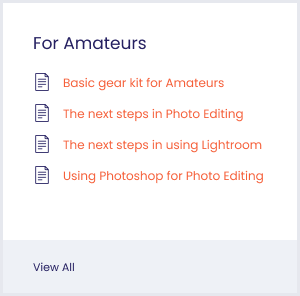 For Amateurs
Basic gear kit for Amateurs
The next steps in Photo Editing
The next steps in using Lightroom
Using Photoshop for Photo Editing
View All